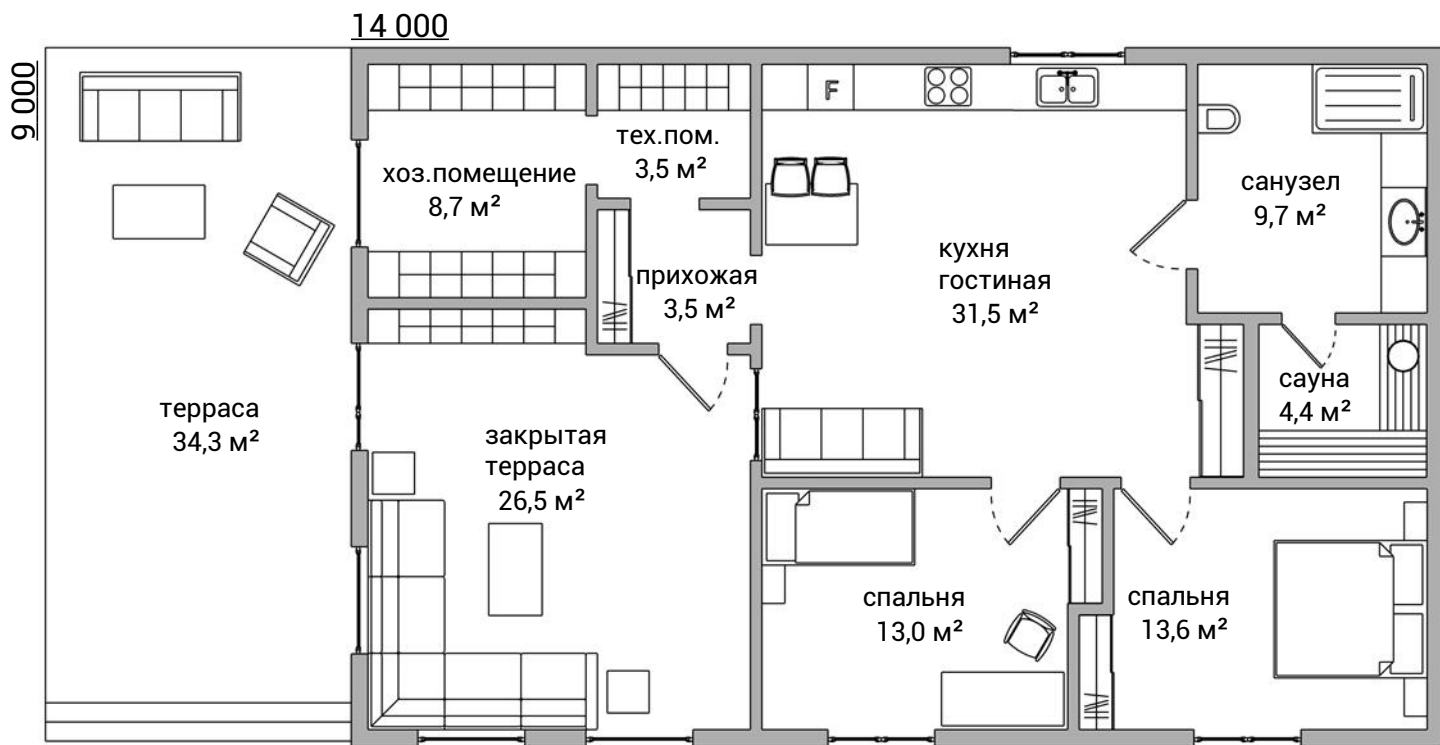 14 000
9 000
F
тех.пом.
3,5 м²
хоз.помещение
8,7 м²
санузел
9,7 м²
кухня
гостиная
31,5 м²
прихожая
3,5 м²
сауна
4,4 м²
терраса
34,3 м²
закрытая
терраса
26,5 м²
спальня
13,0 м²
спальня
13,6 м²